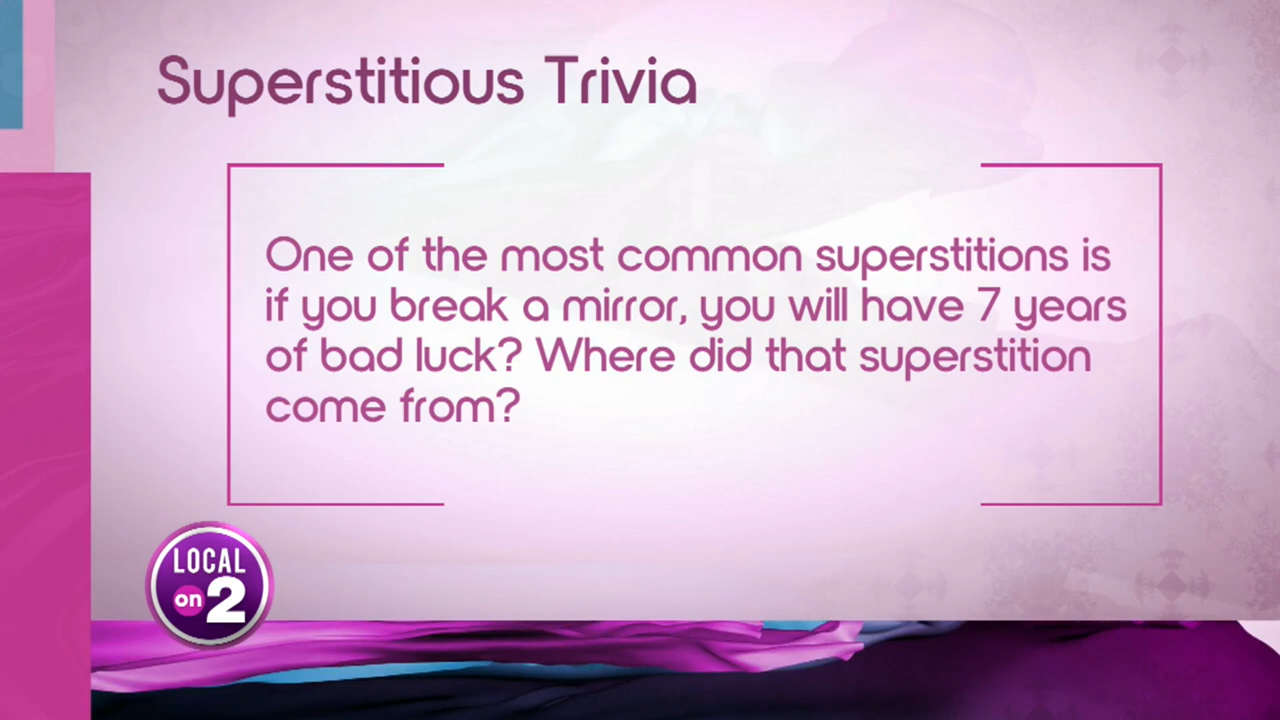 Superstitious Trivia
One of the most common superstitions is
if you break a mirror, you will have 7 years
of bad luck? Where did that superstition
come from?
LOCAL
on 2